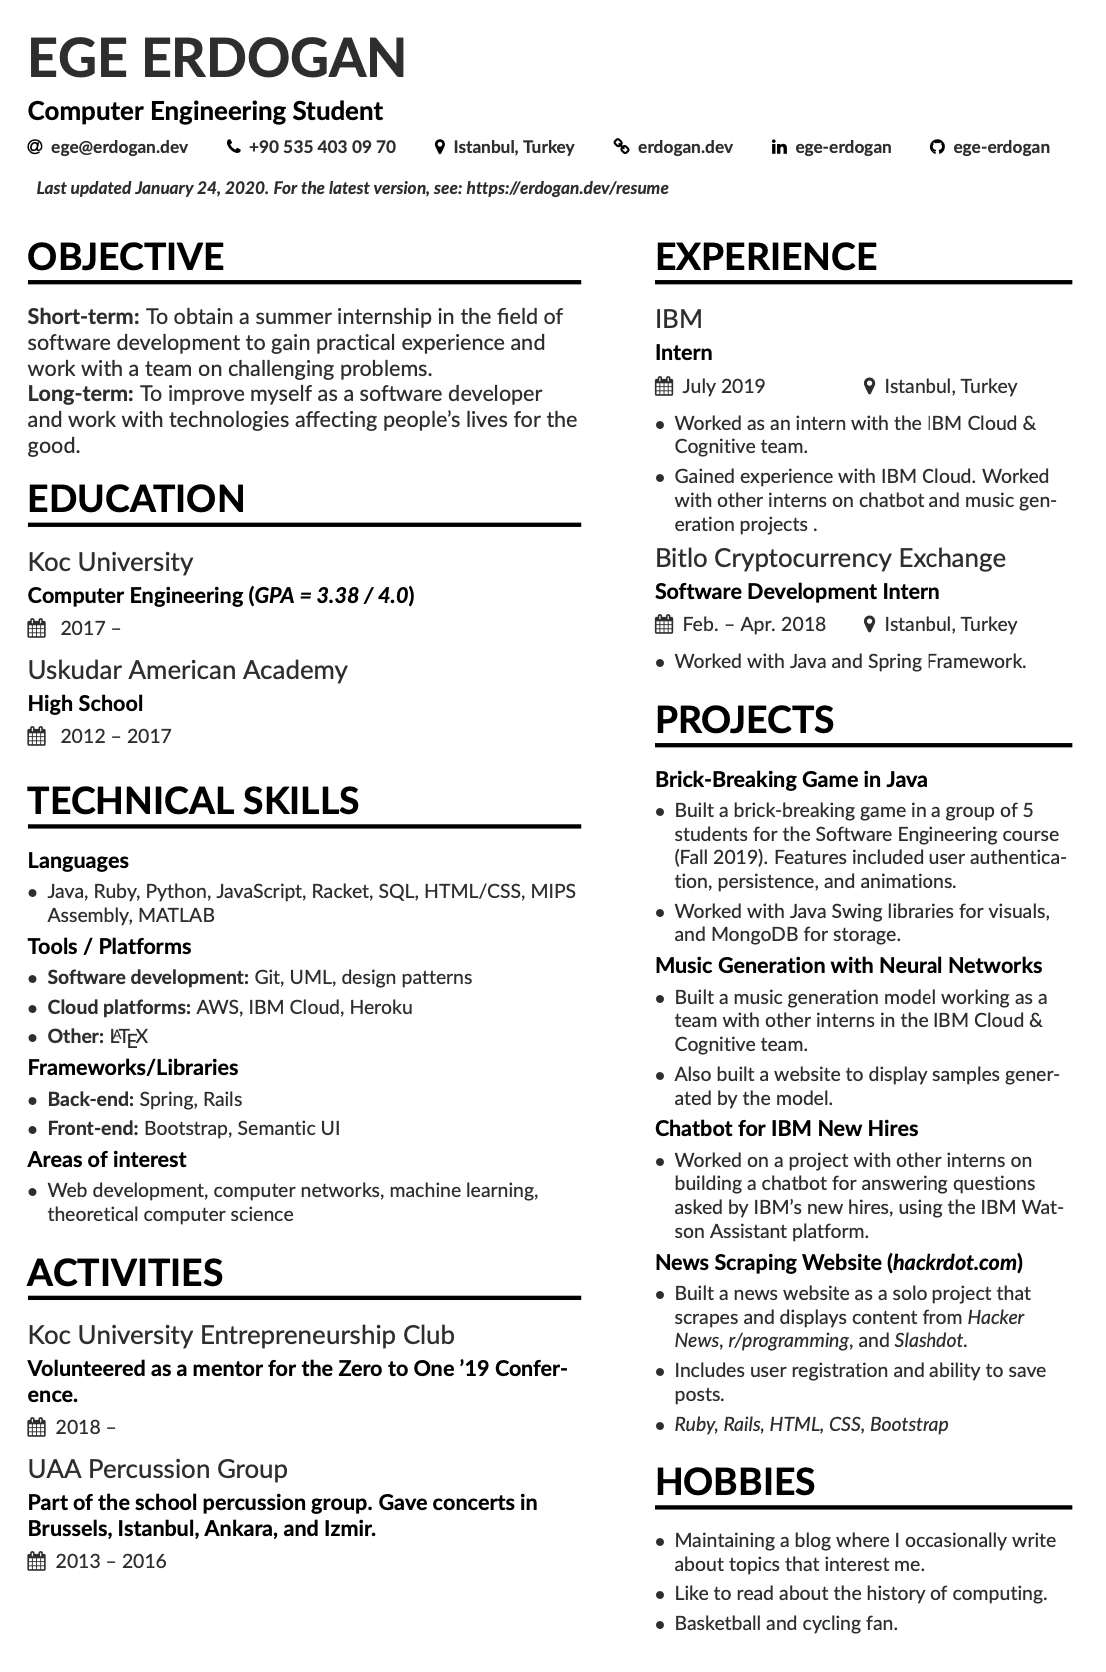 EGE ERDOGAN
Computer Engineering Student
ege@erdogan.dev +90 535 403 09 70 Istanbul, Turkey erdogan.dev ege-erdogan ege-erdogan
Last updated January 24, 2020. For the latest version, see: https://erdogan.dev/resume
OBJECTIVE
Short-term: To obtain a summer internship in the field of
software development to gain practical experience and
work with a team on challenging problems.
Long-term: To improve myself as a software developer
and work with technologies affecting people's lives for the
good.
EDUCATION
Koc University
Computer Engineering (GPA = 3.38 / 4.0)
2017 –
Uskudar American Academy
High School
2012 – 2017
TECHNICAL SKILLS
Languages
• Java, Ruby, Python, JavaScript, Racket, SQL, HTML/CSS, MIPS
Assembly, MATLAB
Tools / Platforms
• Software development: Git, UML, design patterns
• Cloud platforms: AWS, IBM Cloud, Heroku
• Other: LATEX
Frameworks/Libraries
• Back-end: Spring, Rails
• Front-end: Bootstrap, Semantic UI
Areas of interest
• Web development, computer networks, machine learning,
theoretical computer science
ACTIVITIES
Koc University Entrepreneurship Club
Volunteered as a mentor for the Zero to One ’19 Confer-
ence.
2018 –
UAA Percussion Group
Part of the school percussion group. Gave concerts in
Brussels, Istanbul, Ankara, and Izmir.
2013 – 2016
EXPERIENCE
IBM
Intern
July 2019 Istanbul, Turkey
• Worked as an intern with the IBM Cloud &
Cognitive team.
• Gained experience with IBM Cloud. Worked
with other interns on chatbot and music gen-
eration projects .
Bitlo Cryptocurrency Exchange
Software Development Intern
Feb. – Apr. 2018 Istanbul, Turkey
• Worked with Java and Spring Framework.
PROJECTS
Brick-Breaking Game in Java
• Built a brick-breaking game in a group of 5
students for the Software Engineering course
(Fall 2019). Features included user authentica-
tion, persistence, and animations.
• Worked with Java Swing libraries for visuals,
and MongoDB for storage.
Music Generation with Neural Networks
• Built a music generation model working as a
team with other interns in the IBM Cloud &
Cognitive team.
• Also built a website to display samples gener-
ated by the model.
Chatbot for IBM New Hires
• Worked on a project with other interns on
building a chatbot for answering questions
asked by IBM's new hires, using the IBM Wat-
son Assistant platform.
News Scraping Website (hackrdot.com)
• Built a news website as a solo project that
scrapes and displays content from Hacker
News, r/programming, and Slashdot.
• Includes user registration and ability to save
posts.
• Ruby, Rails, HTML, CSS, Bootstrap
HOBBIES
• Maintaining a blog where I occasionally write
about topics that interest me.
• Like to read about the history of computing.
• Basketball and cycling fan.